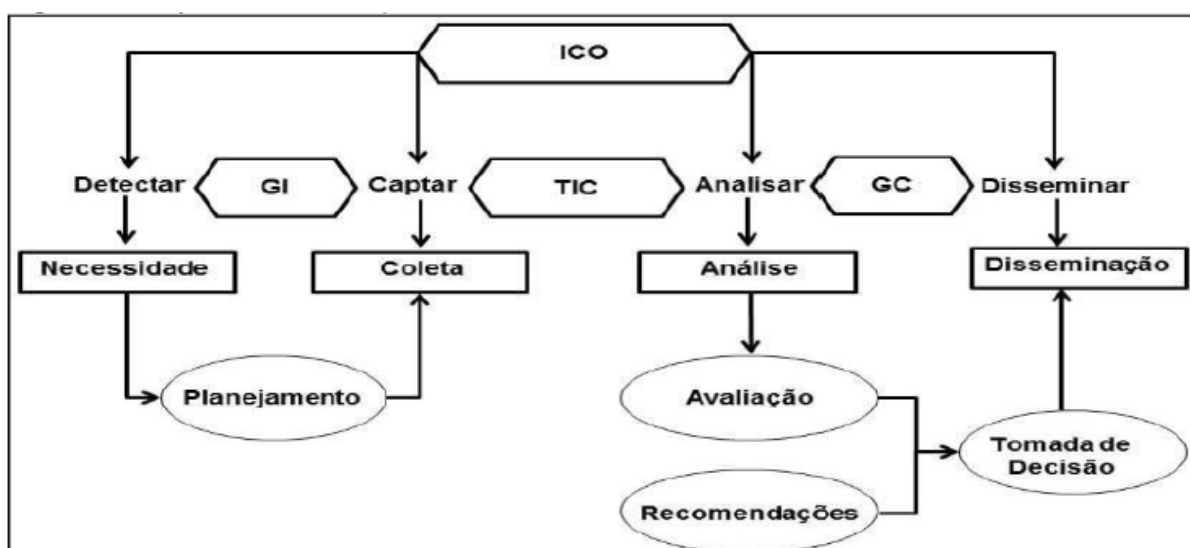 ICO
Detectar
GI
Captar
TIC
Analisar
GC
Disseminar
Necessidade
Coleta
Análise
Disseminação
Planejamento
Avaliação
Tomada de
Decisão
Recomendações